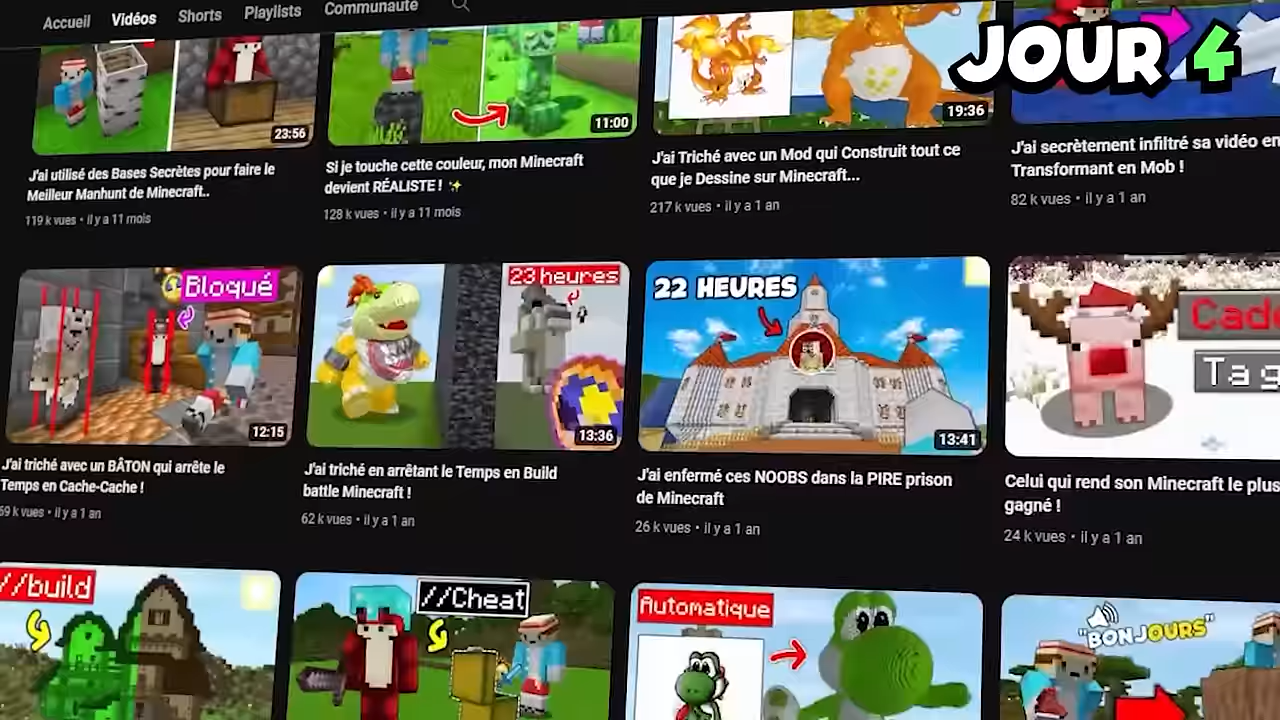 Accueil Vidéos Shorts Playlists Communauté
JOUR 4
23:56
11:00
19:36
J'ai utilisé des Bases Secrètes pour faire le
Meilleur Manhunt de Minecraft..
119 k vues • il y a 11 mois
Si je touche cette couleur, mon Minecraft
devient RÉALISTE ! ✨
128 k vues • il y a 11 mois
J'ai Triché avec un Mod qui Construit tout ce
que je Dessine sur Minecraft...
217 k vues • il y a 1 an
J'ai secrètement infiltré sa vidéo en
Transformant en Mob !
82 k vues • il y a 1 an
Bloqué
12:15
23 heures
13:36
22 HEURES
13:41
Cade
Tag
J'ai triché avec un BÂTON qui arrête le
Temps en Cache-Cache !
69 k vues • il y a 1 an
J'ai triché en arrêtant le Temps en Build
battle Minecraft !
62 k vues • il y a 1 an
J'ai enfermé ces NOOBS dans la PIRE prison
de Minecraft
26 k vues • il y a 1 an
Celui qui rend son Minecraft le plus
gagné !
24 k vues • il y a 1 an
//build
//Cheat
Automatique
"BONJOURS"